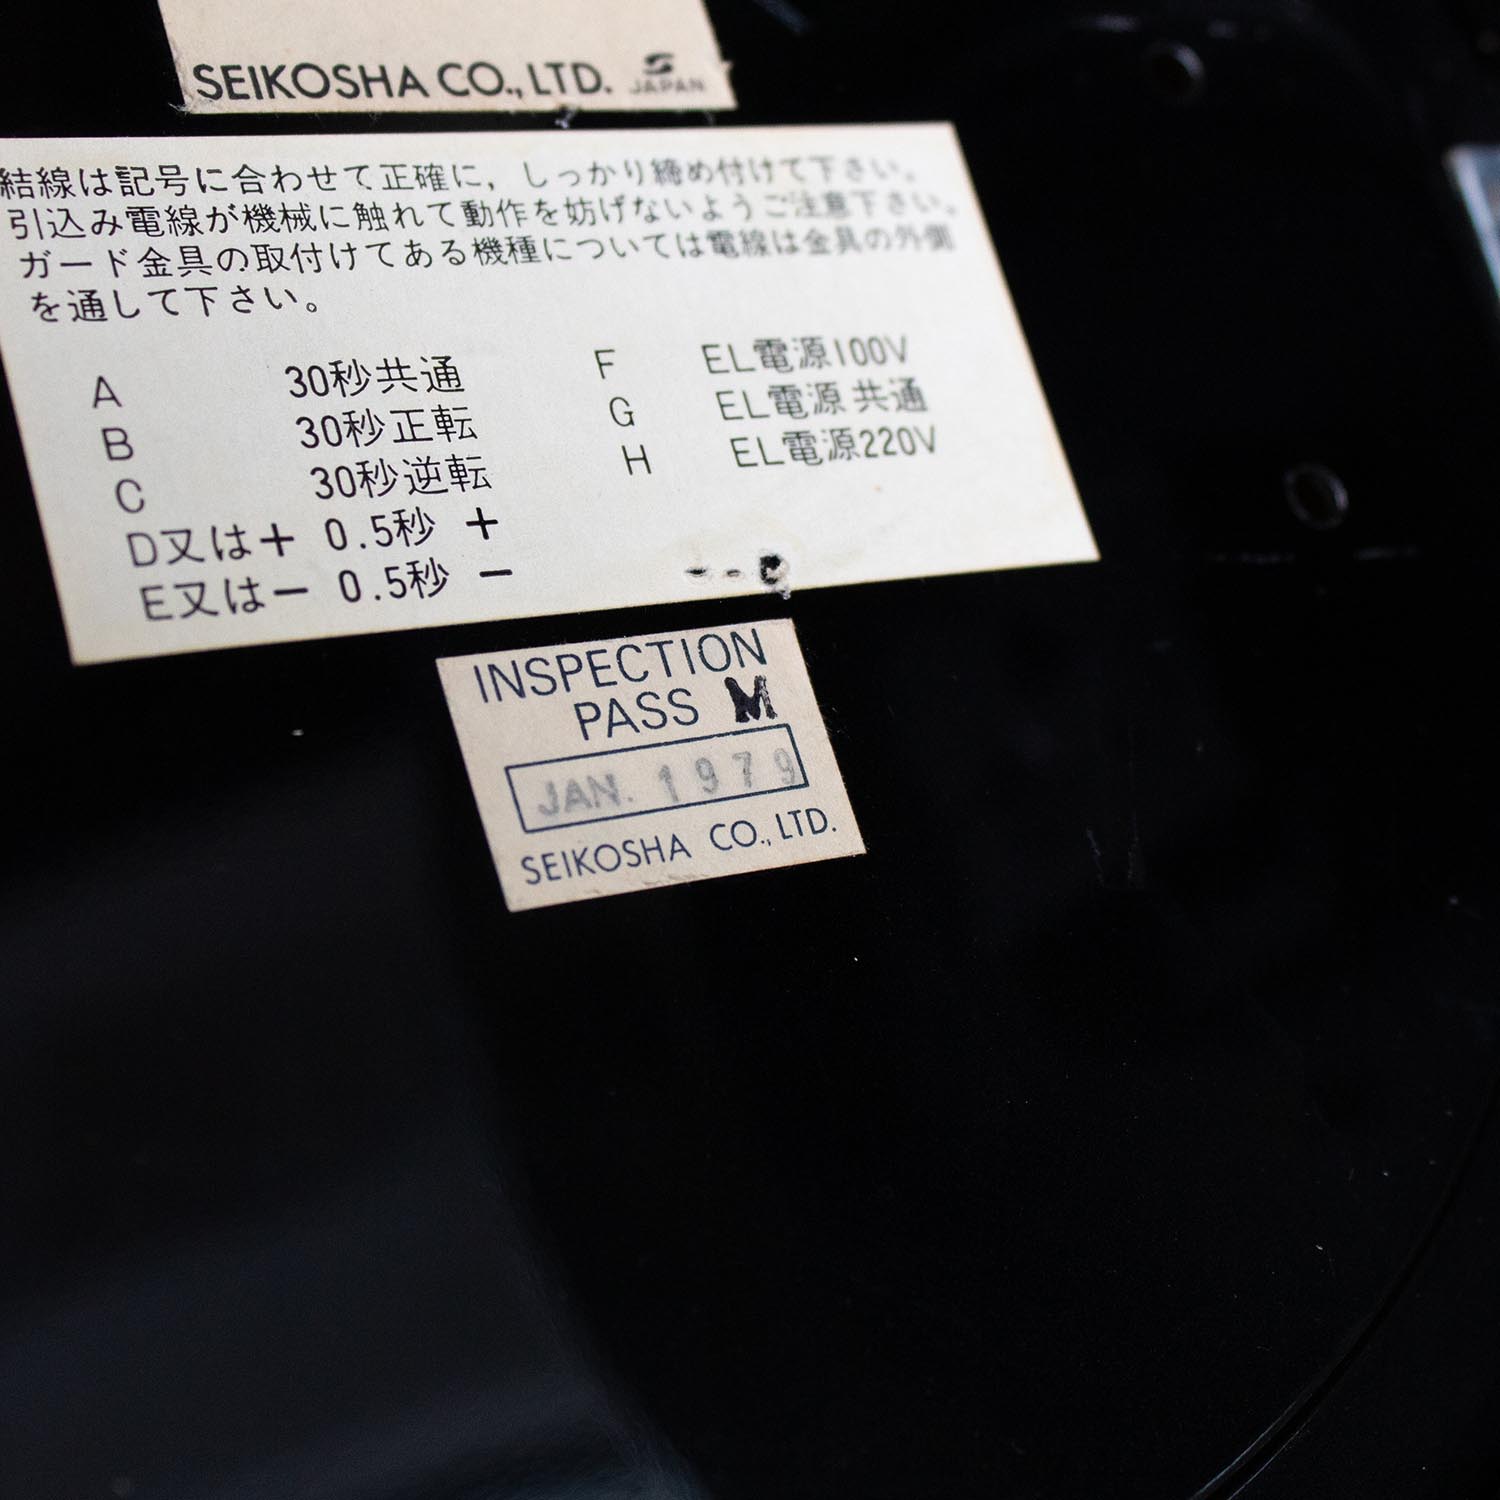 SEIKOSHA CO., LTD. S JAPAN
結線は記号に合わせて正確に，しっかり締め付けて下さい。
引込み電線が機械に触れて動作を妨げないようご注意下さい。
ガード金具の取付けてある機種については電線は金具の外側
を通して下さい。
A 30秒共通 F EL電源100V
B 30秒正転 G EL電源共通
C 30秒逆転 H EL電源220V
D又は＋ 0.5秒 ＋
E又は－ 0.5秒 －
INSPECTION
PASS M
JAN. 1979
SEIKOSHA CO., LTD.